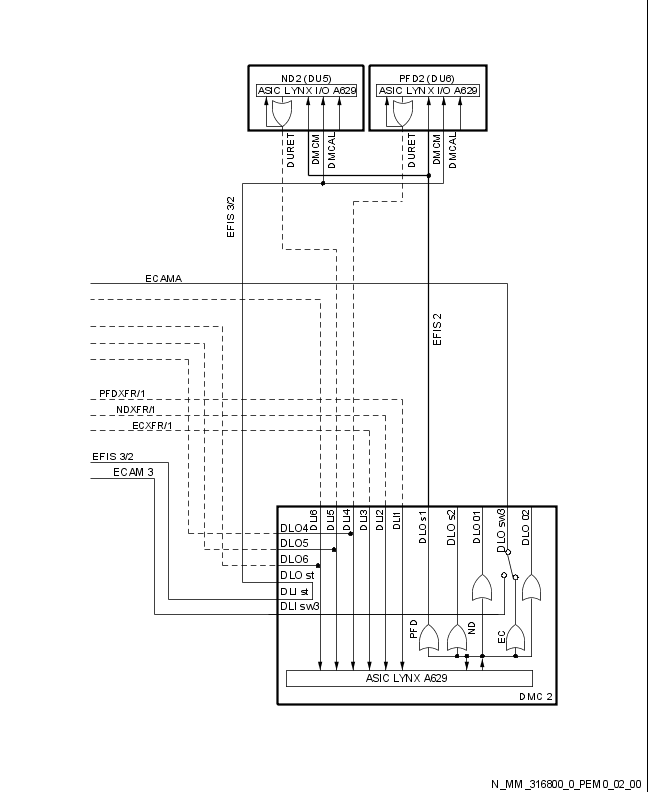 ND2 (DU5)
PFD2 (DU6)
ASIC LYNX I/O A629
ASIC LYNX I/O A629
DURET
DMCM
DMCAL
DURET
DMCM
DMCAL
EFIS 3/2
ECAMA
EFIS 2
PFDXFR/1
NDXFR/1
ECXFR/1
EFIS 3/2
ECAM 3
DLI6
DLI5
DLI4
DLI3
DLI2
DLI1
DLO s1
DLO s2
DLO 01
DLO sw3
DLO 02
DLO4
DLO5
DLO6
DLO st
DLI st
DLI sw3
PFD
ND
EC
ASIC LYNX A629
DMC 2
N_MM_316800_0_PEM0_02_00